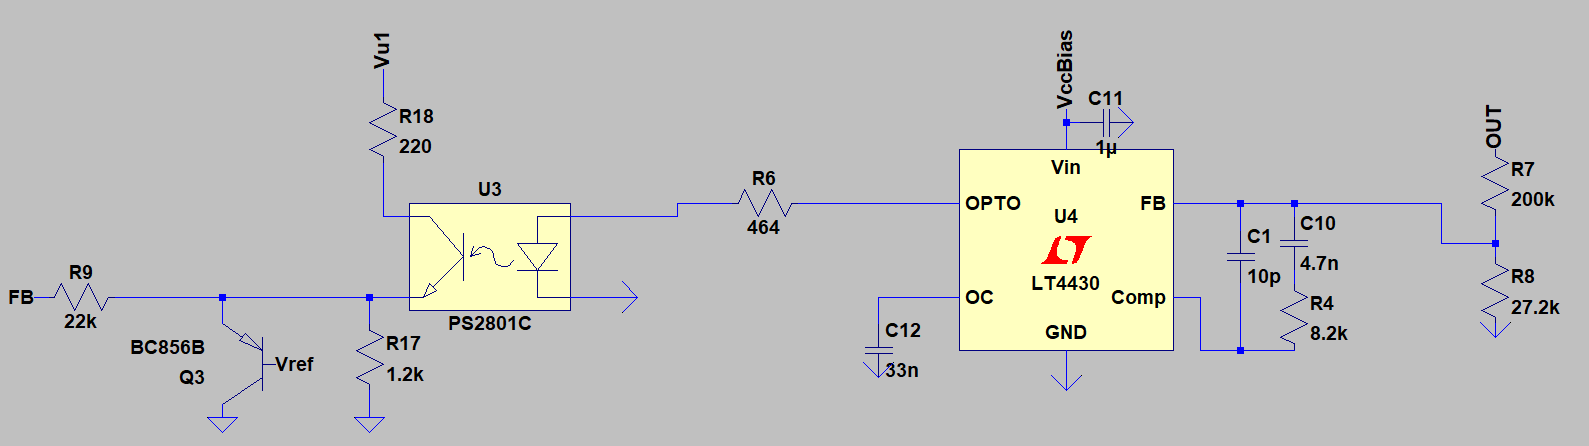 Vu1
R18
220
U3
PS2801C
R9
FB
22k
BC856B
Q3
Vref
R17
1.2k
R6
464
VccBias
C11
1µ
Vin
OPTO
FB
U4
LT4430
OC
Comp
GND
C12
33n
C1
10p
C10
4.7n
R4
8.2k
OUT
R7
200k
R8
27.2k